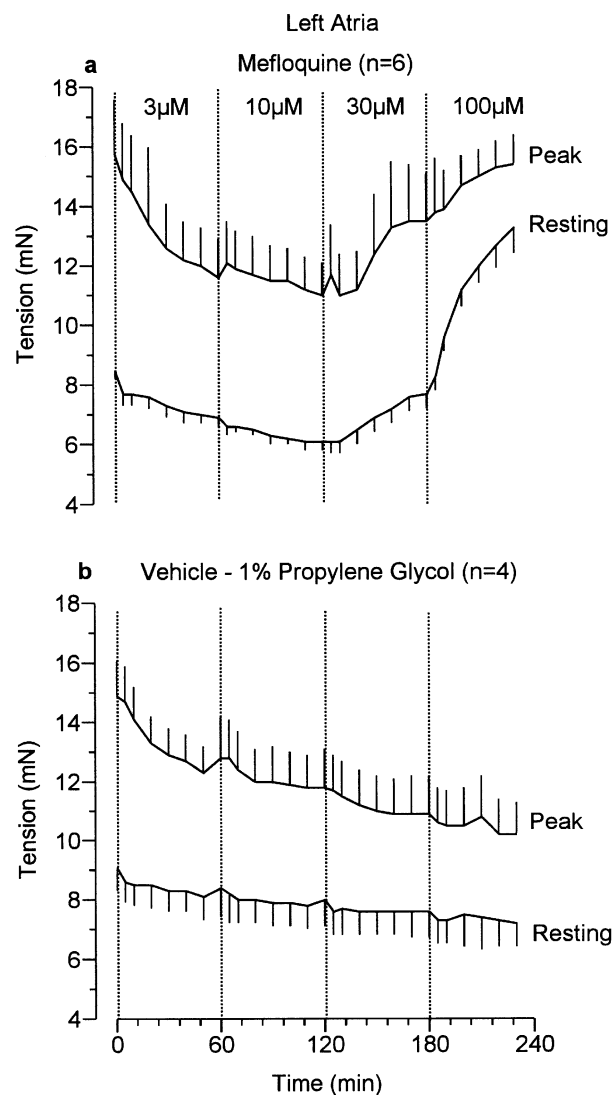 Left Atria
a
Mefloquine (n=6)
18
3µM 10µM 30µM 100µM
16
Peak
14
Resting
12
Tension (mN)
10
8
6
4
b Vehicle - 1% Propylene Glycol (n=4)
18
16
14
12
Tension (mN)
Peak
10
8
Resting
6
4
0 60 120 180 240
Time (min)